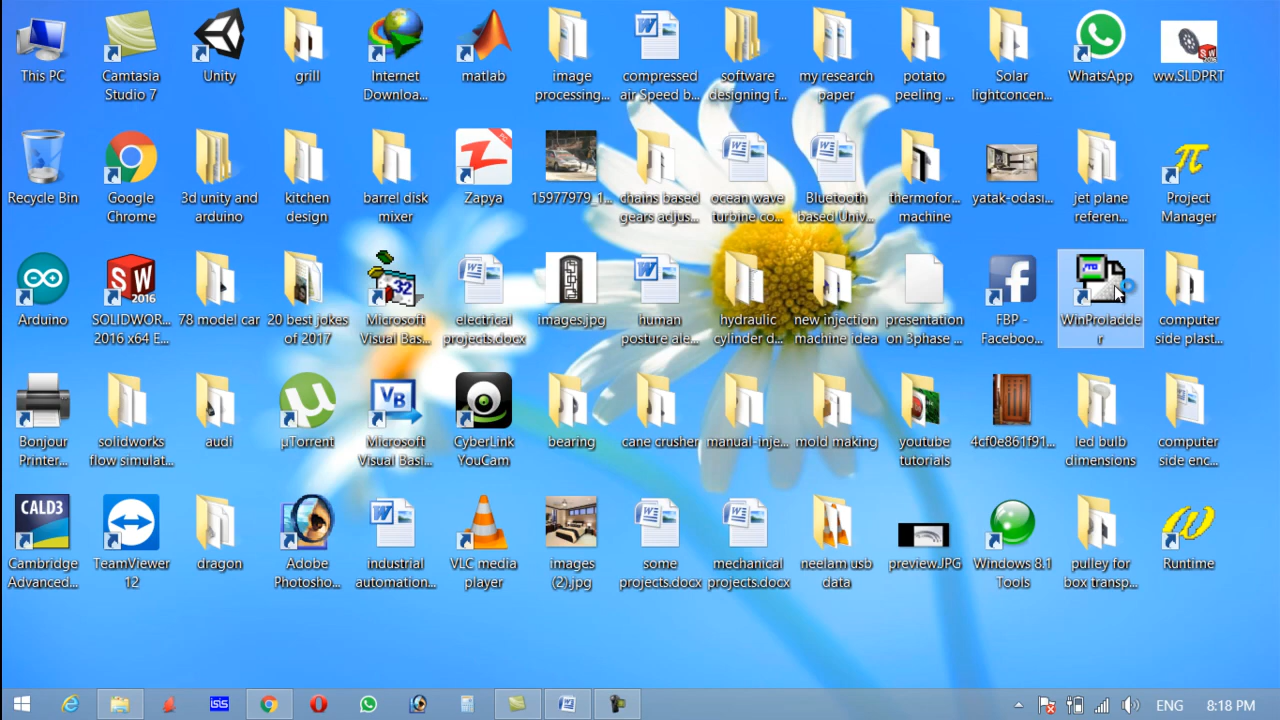 This PC
Camtasia
Studio 7
Unity
grill
Internet
Downloa...
matlab
image
processing...
compressed
air Speed b...
software
designing f...
my research
paper
potato
peeling ...
Solar
lightconcen...
WhatsApp
ww.SLDPRT
Recycle Bin
Google
Chrome
3d unity and
arduino
kitchen
design
barrel disk
mixer
Zapya
15977979_1...
chains based
gears adjus...
ocean wave
turbine co...
Bluetooth
based Univ...
thermofor...
machine
yatak-odasi...
jet plane
referen...
Project
Manager
Arduino
SW
2016
SOLIDWOR...
2016 x64 E...
78 model car
20 best jokes
of 2017
32
Microsoft
Visual Bas...
electrical
projects.docx
images.jpg
human
posture ale...
hydraulic
cylinder d...
new injection
machine idea
presentation
on 3phase ...
FBP -
Faceboo...
WinProladde
r
computer
side plast...
Bonjour
Printer...
solidworks
flow simulat...
audi
µTorrent
VB
Microsoft
Visual Basi...
CyberLink
YouCam
bearing
cane crusher
manual-inje...
mold making
youtube
tutorials
4cf0e861f91...
led bulb
dimensions
computer
side enc...
CALD3
Cambridge
Advanced...
TeamViewer
12
dragon
Adobe
Photosho...
industrial
automation...
VLC media
player
images
(2).jpg
some
projects.docx
mechanical
projects.docx
neelam usb
data
preview.JPG
Windows 8.1
Tools
pulley for
box transp...
Runtime
isis
ENG
8:18 PM